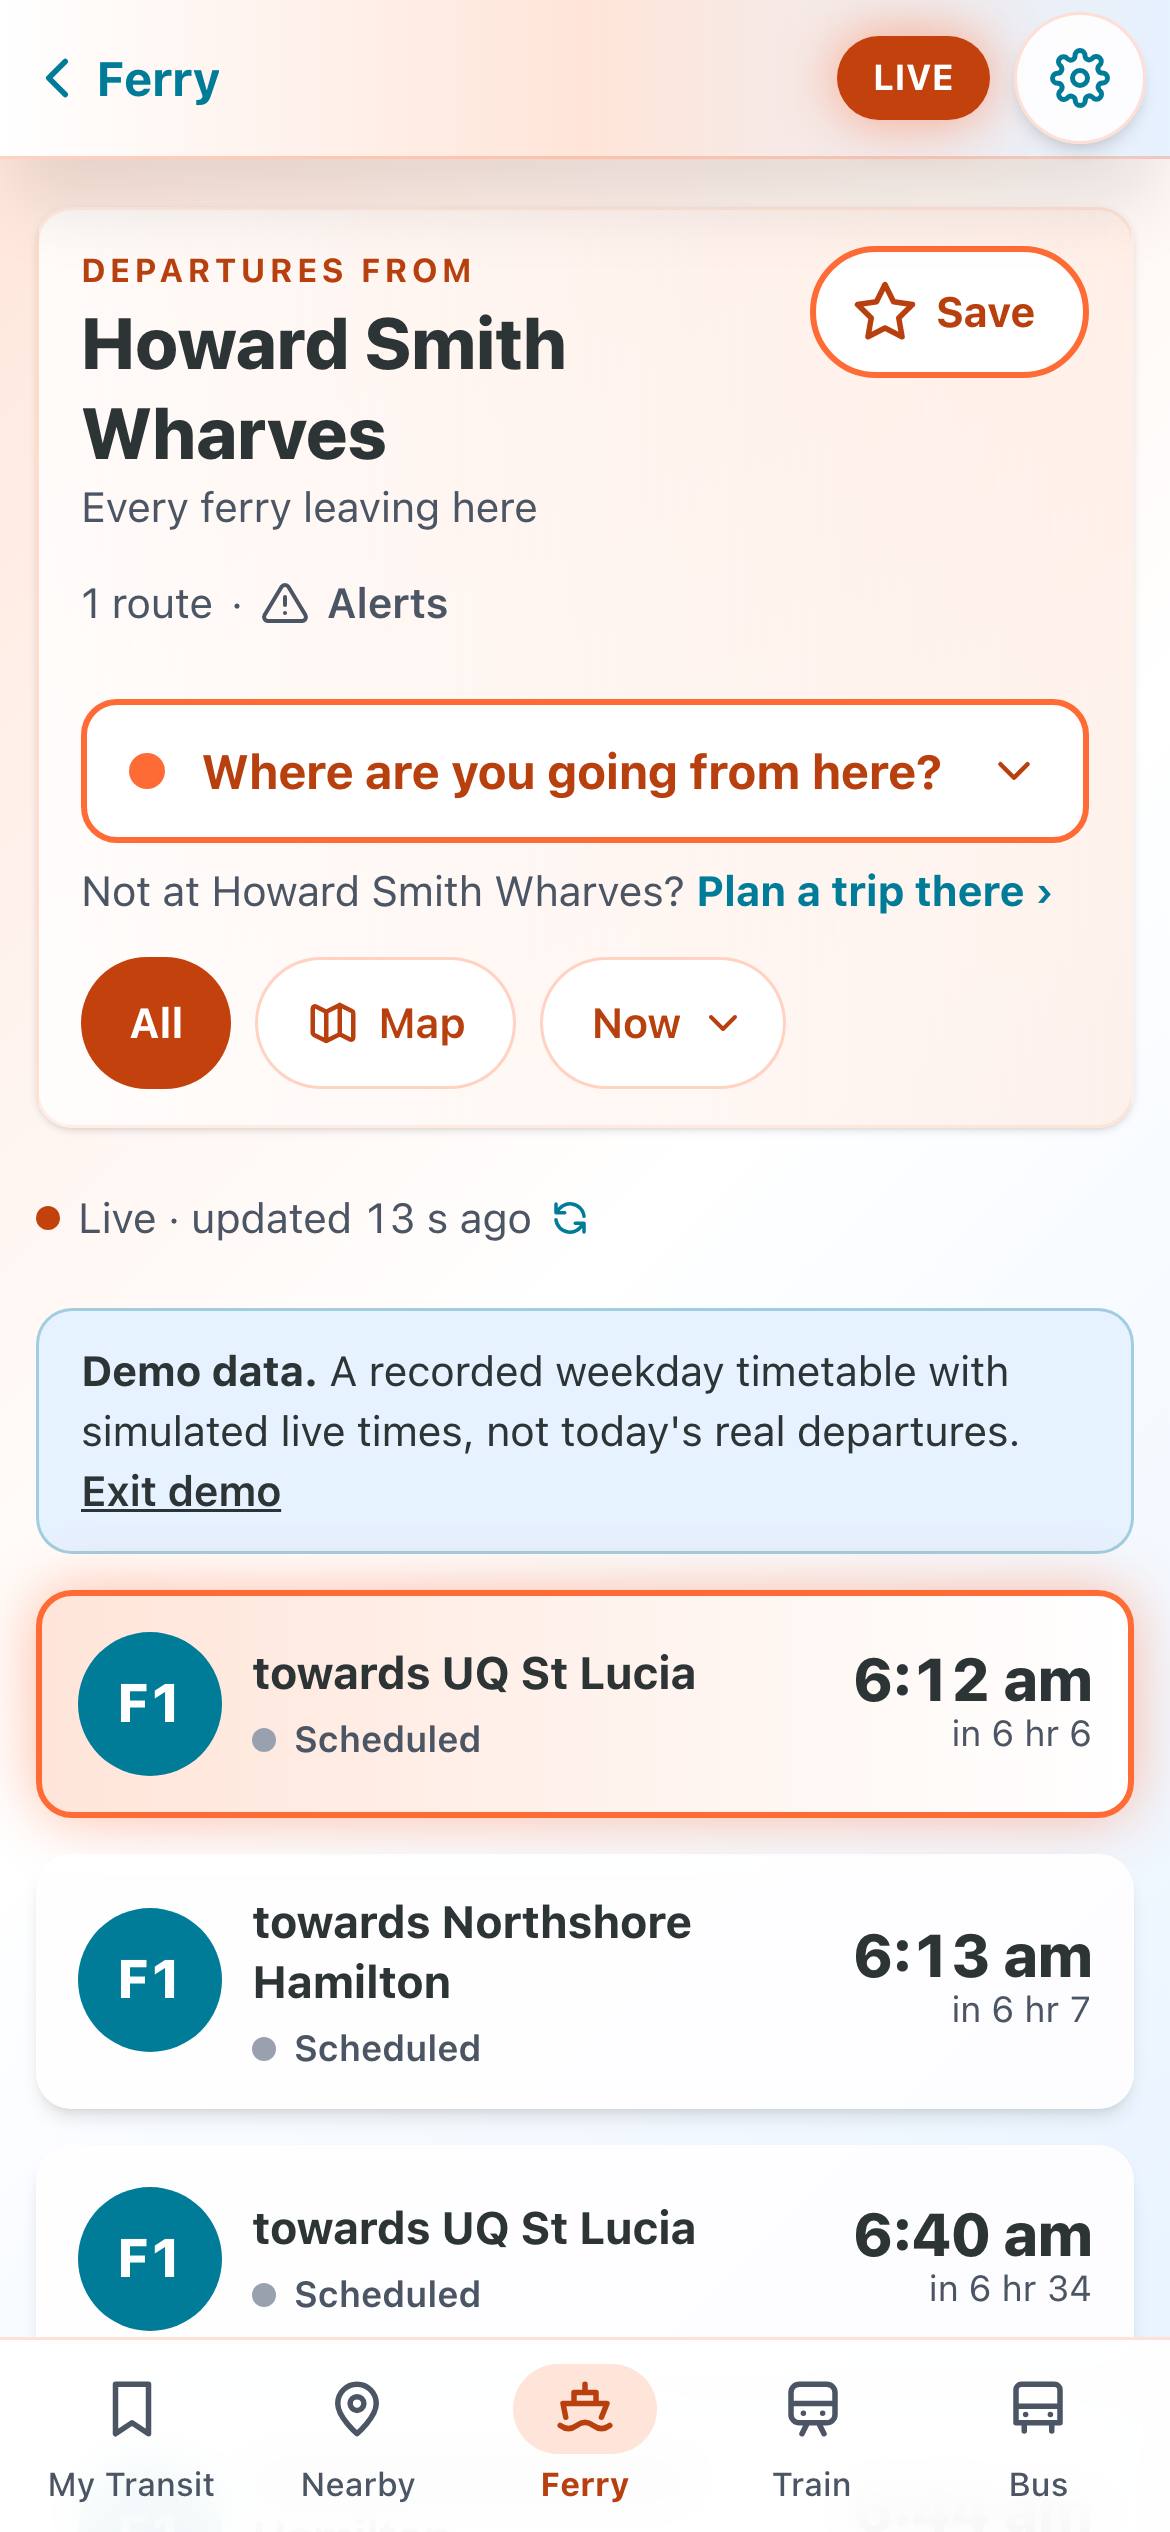 Ferry
LIVE
DEPARTURES FROM
Save
Howard Smith
Wharves
Every ferry leaving here
1 route · Alerts
Where are you going from here?
Not at Howard Smith Wharves? Plan a trip there ›
All
Map
Now
Live · updated 13 s ago
Demo data. A recorded weekday timetable with
simulated live times, not today's real departures.
Exit demo
F1
towards UQ St Lucia
Scheduled
6:12 am
in 6 hr 6
F1
towards Northshore
Hamilton
Scheduled
6:13 am
in 6 hr 7
F1
towards UQ St Lucia
Scheduled
6:40 am
in 6 hr 34
My Transit
Nearby
Ferry
Train
Bus